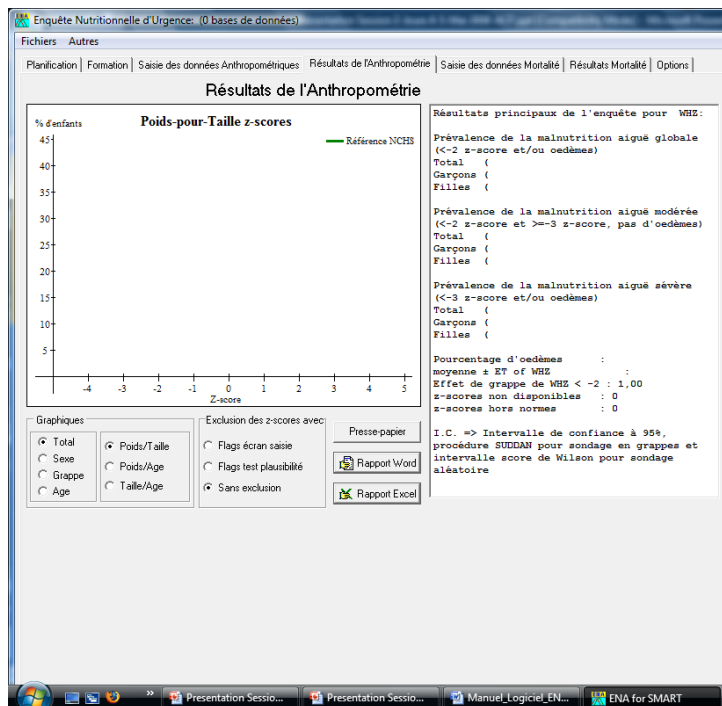 Enquête Nutritionnelle d'Urgence: (0 bases de données)
Fichiers Autres
Planification Formation Saisie des données Anthropométriques Résultats de l'Anthropométrie Saisie des données Mortalité Résultats Mortalité Options
Résultats de l'Anthropométrie
% d'enfants
Poids-pour-Taille z-scores
Référence NCHS
45
40
35
30
25
20
15
10
5
-4 -3 -2 -1 0 1 2 3 4 5
Z-score
Résultats principaux de l'enquête pour WHZ:
Prévalence de la malnutrition aiguë globale
(<-2 z-score et/ou oedèmes)
Total (
Garçons (
Filles (
Prévalence de la malnutrition aiguë modérée
(<-2 z-score et >=-3 z-score, pas d'oedèmes)
Total (
Garçons (
Filles (
Prévalence de la malnutrition aiguë sévère
(<-3 z-score et/ou oedèmes)
Total (
Garçons (
Filles (
Pourcentage d'oedèmes :
moyenne ± ET of WHZ :
Effet de grappe de WHZ < -2 : 1,00
z-scores non disponibles : 0
z-scores hors normes : 0
I.C. => Intervalle de confiance à 95%,
procédure SUDDAN pour sondage en grappes et
intervalle score de Wilson pour sondage
aléatoire
Graphiques
Total
Sexe
Grappe
Age
Poids/Taille
Poids/Age
Taille/Age
Exclusion des z-scores avec
Flags écran saisie
Flags test plausibilité
Sans exclusion
Presse-papier
Rapport Word
Rapport Excel
» Presentation Sessio... Presentation Sessio... Manuel_Logiciel_EN... ENA for SMART